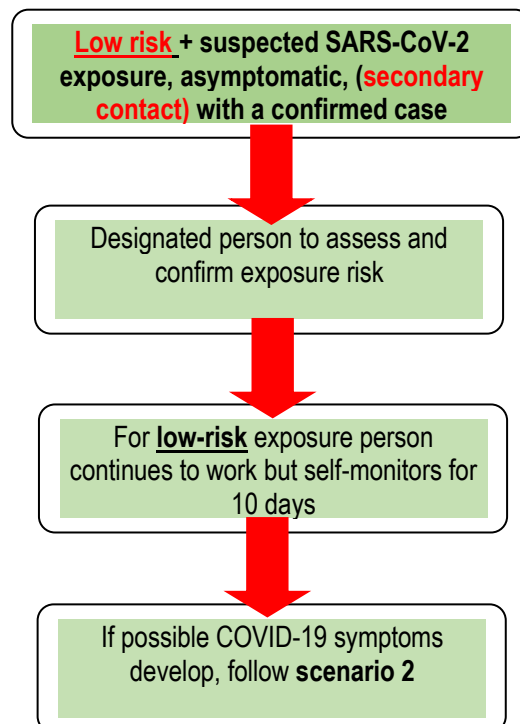 Low risk + suspected SARS-CoV-2
exposure, asymptomatic, (secondary
contact) with a confirmed case
Designated person to assess and
confirm exposure risk
For low-risk exposure person
continues to work but self-monitors for
10 days
If possible COVID-19 symptoms
develop, follow scenario 2